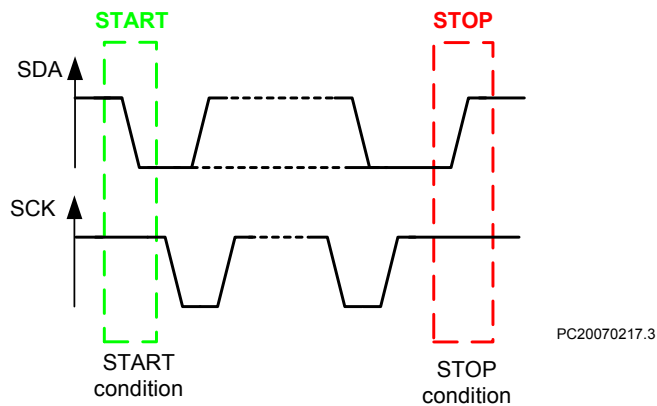 START
STOP
SDA
SCK
PC20070217.3
START
condition
STOP
condition